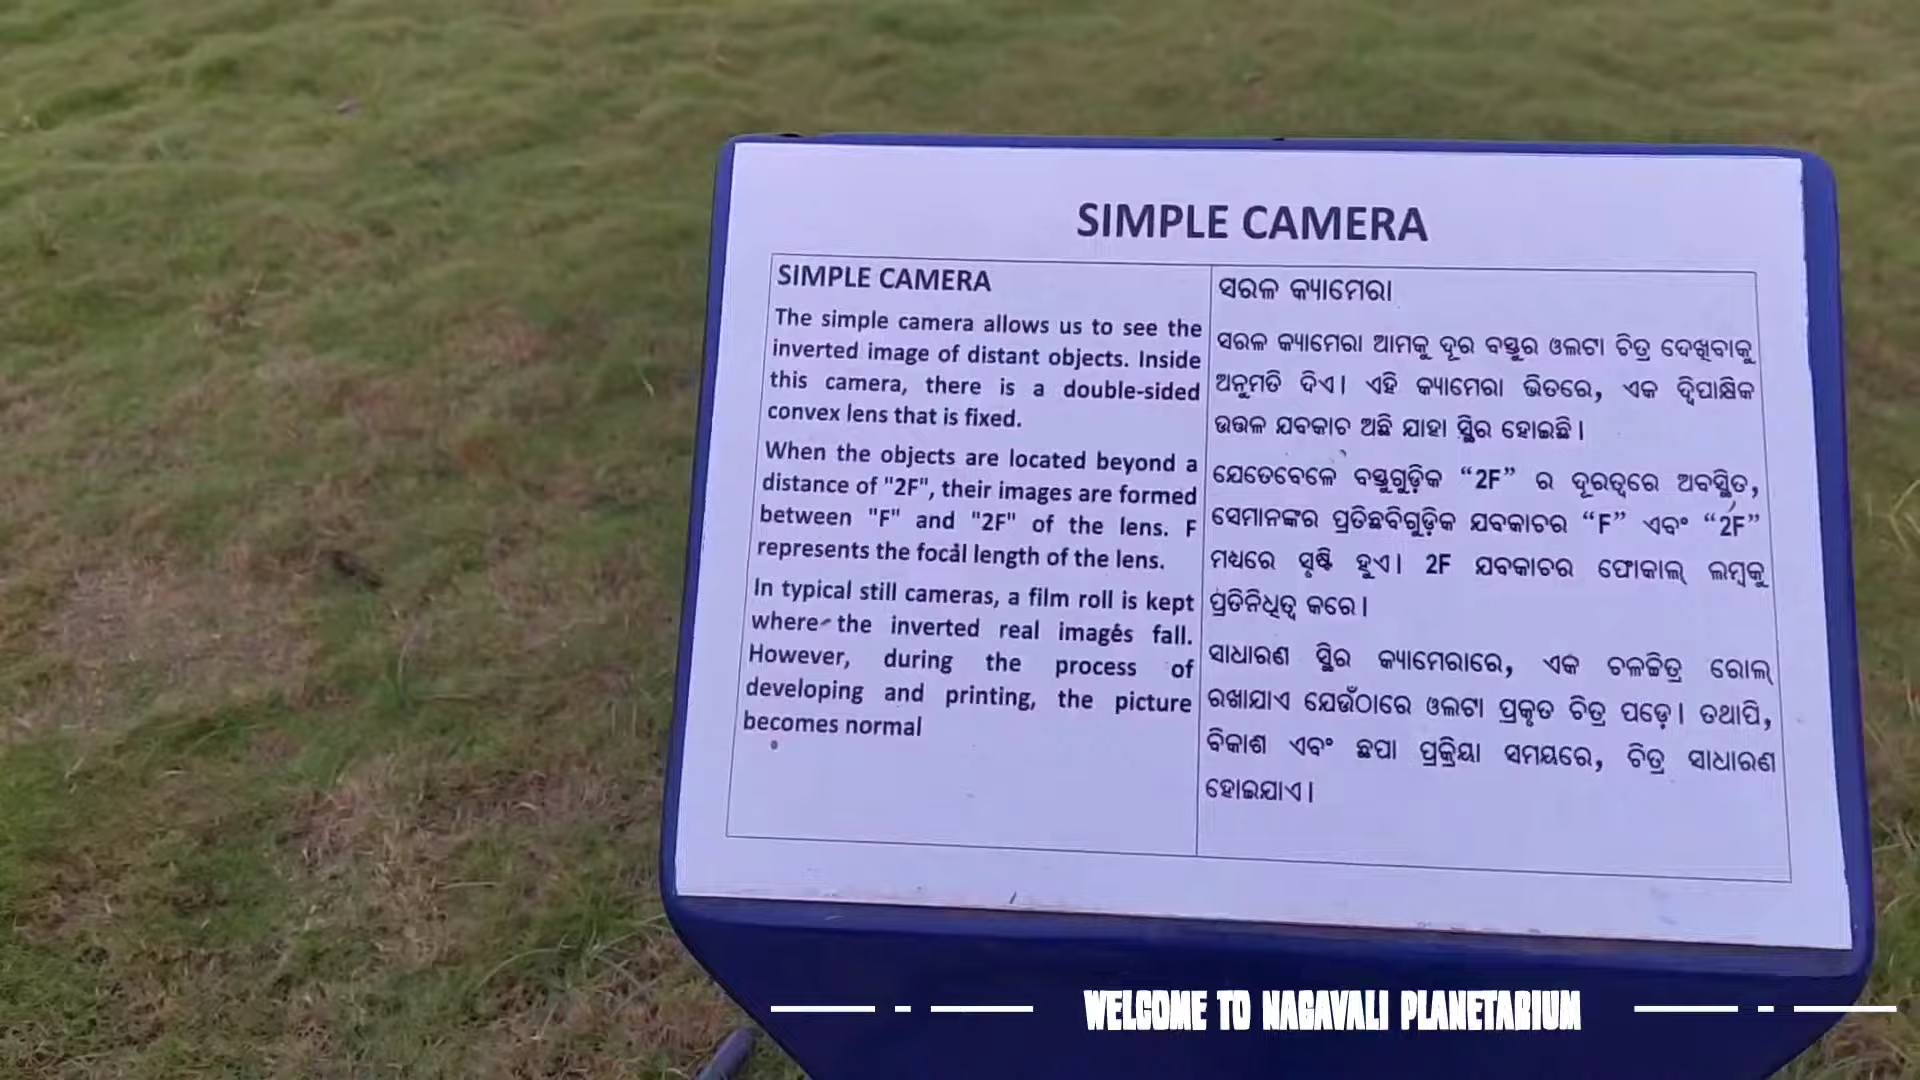 SIMPLE CAMERA
SIMPLE CAMERA
The simple camera allows us to see the
inverted image of distant objects. Inside
this camera, there is a double-sided
convex lens that is fixed.
When the objects are located beyond a
distance of "2F", their images are formed
between "F" and "2F" of the lens. F
represents the focal length of the lens.
In typical still cameras, a film roll is kept
where the inverted real images fall.
However, during the process of
developing and printing, the picture
becomes normal
ସରଳ କ୍ୟାମେରା
ସରଳ କ୍ୟାମେରା ଆମକୁ ଦୂର ବସ୍ତୁର ଓଲଟା ଚିତ୍ର ଦେଖିବାକୁ
ଅନୁମତି ଦିଏ। ଏହି କ୍ୟାମେରା ଭିତରେ, ଏକ ଦ୍ୱିପାକ୍ଷିକ
ଉତ୍ତଳ ଯବକାଚ ଅଛି ଯାହା ସ୍ଥିର ହୋଇଛି।
ଯେତେବେଳେ ବସ୍ତୁଗୁଡ଼ିକ “2F” ର ଦୂରତ୍ୱରେ ଅବସ୍ଥିତ,
ସେମାନଙ୍କର ପ୍ରତିଛବିଗୁଡ଼ିକ ଯବକାଚର “F” ଏବଂ “2F”
ମଧ୍ୟରେ ସୃଷ୍ଟି ହୁଏ। 2F ଯବକାଚର ଫୋକାଲ୍ ଲମ୍ବକୁ
ପ୍ରତିନିଧିତ୍ୱ କରେ।
ସାଧାରଣ ସ୍ଥିର କ୍ୟାମେରାରେ, ଏକ ଚଳଚ୍ଚିତ୍ର ରୋଲ୍
ରଖାଯାଏ ଯେଉଁଠାରେ ଓଲଟା ପ୍ରକୃତ ଚିତ୍ର ପଡ଼େ। ତଥାପି,
ବିକାଶ ଏବଂ ଛପା ପ୍ରକ୍ରିୟା ସମୟରେ, ଚିତ୍ର ସାଧାରଣ
ହୋଇଯାଏ।
WELCOME TO NAGAVALI PLANETARIUM